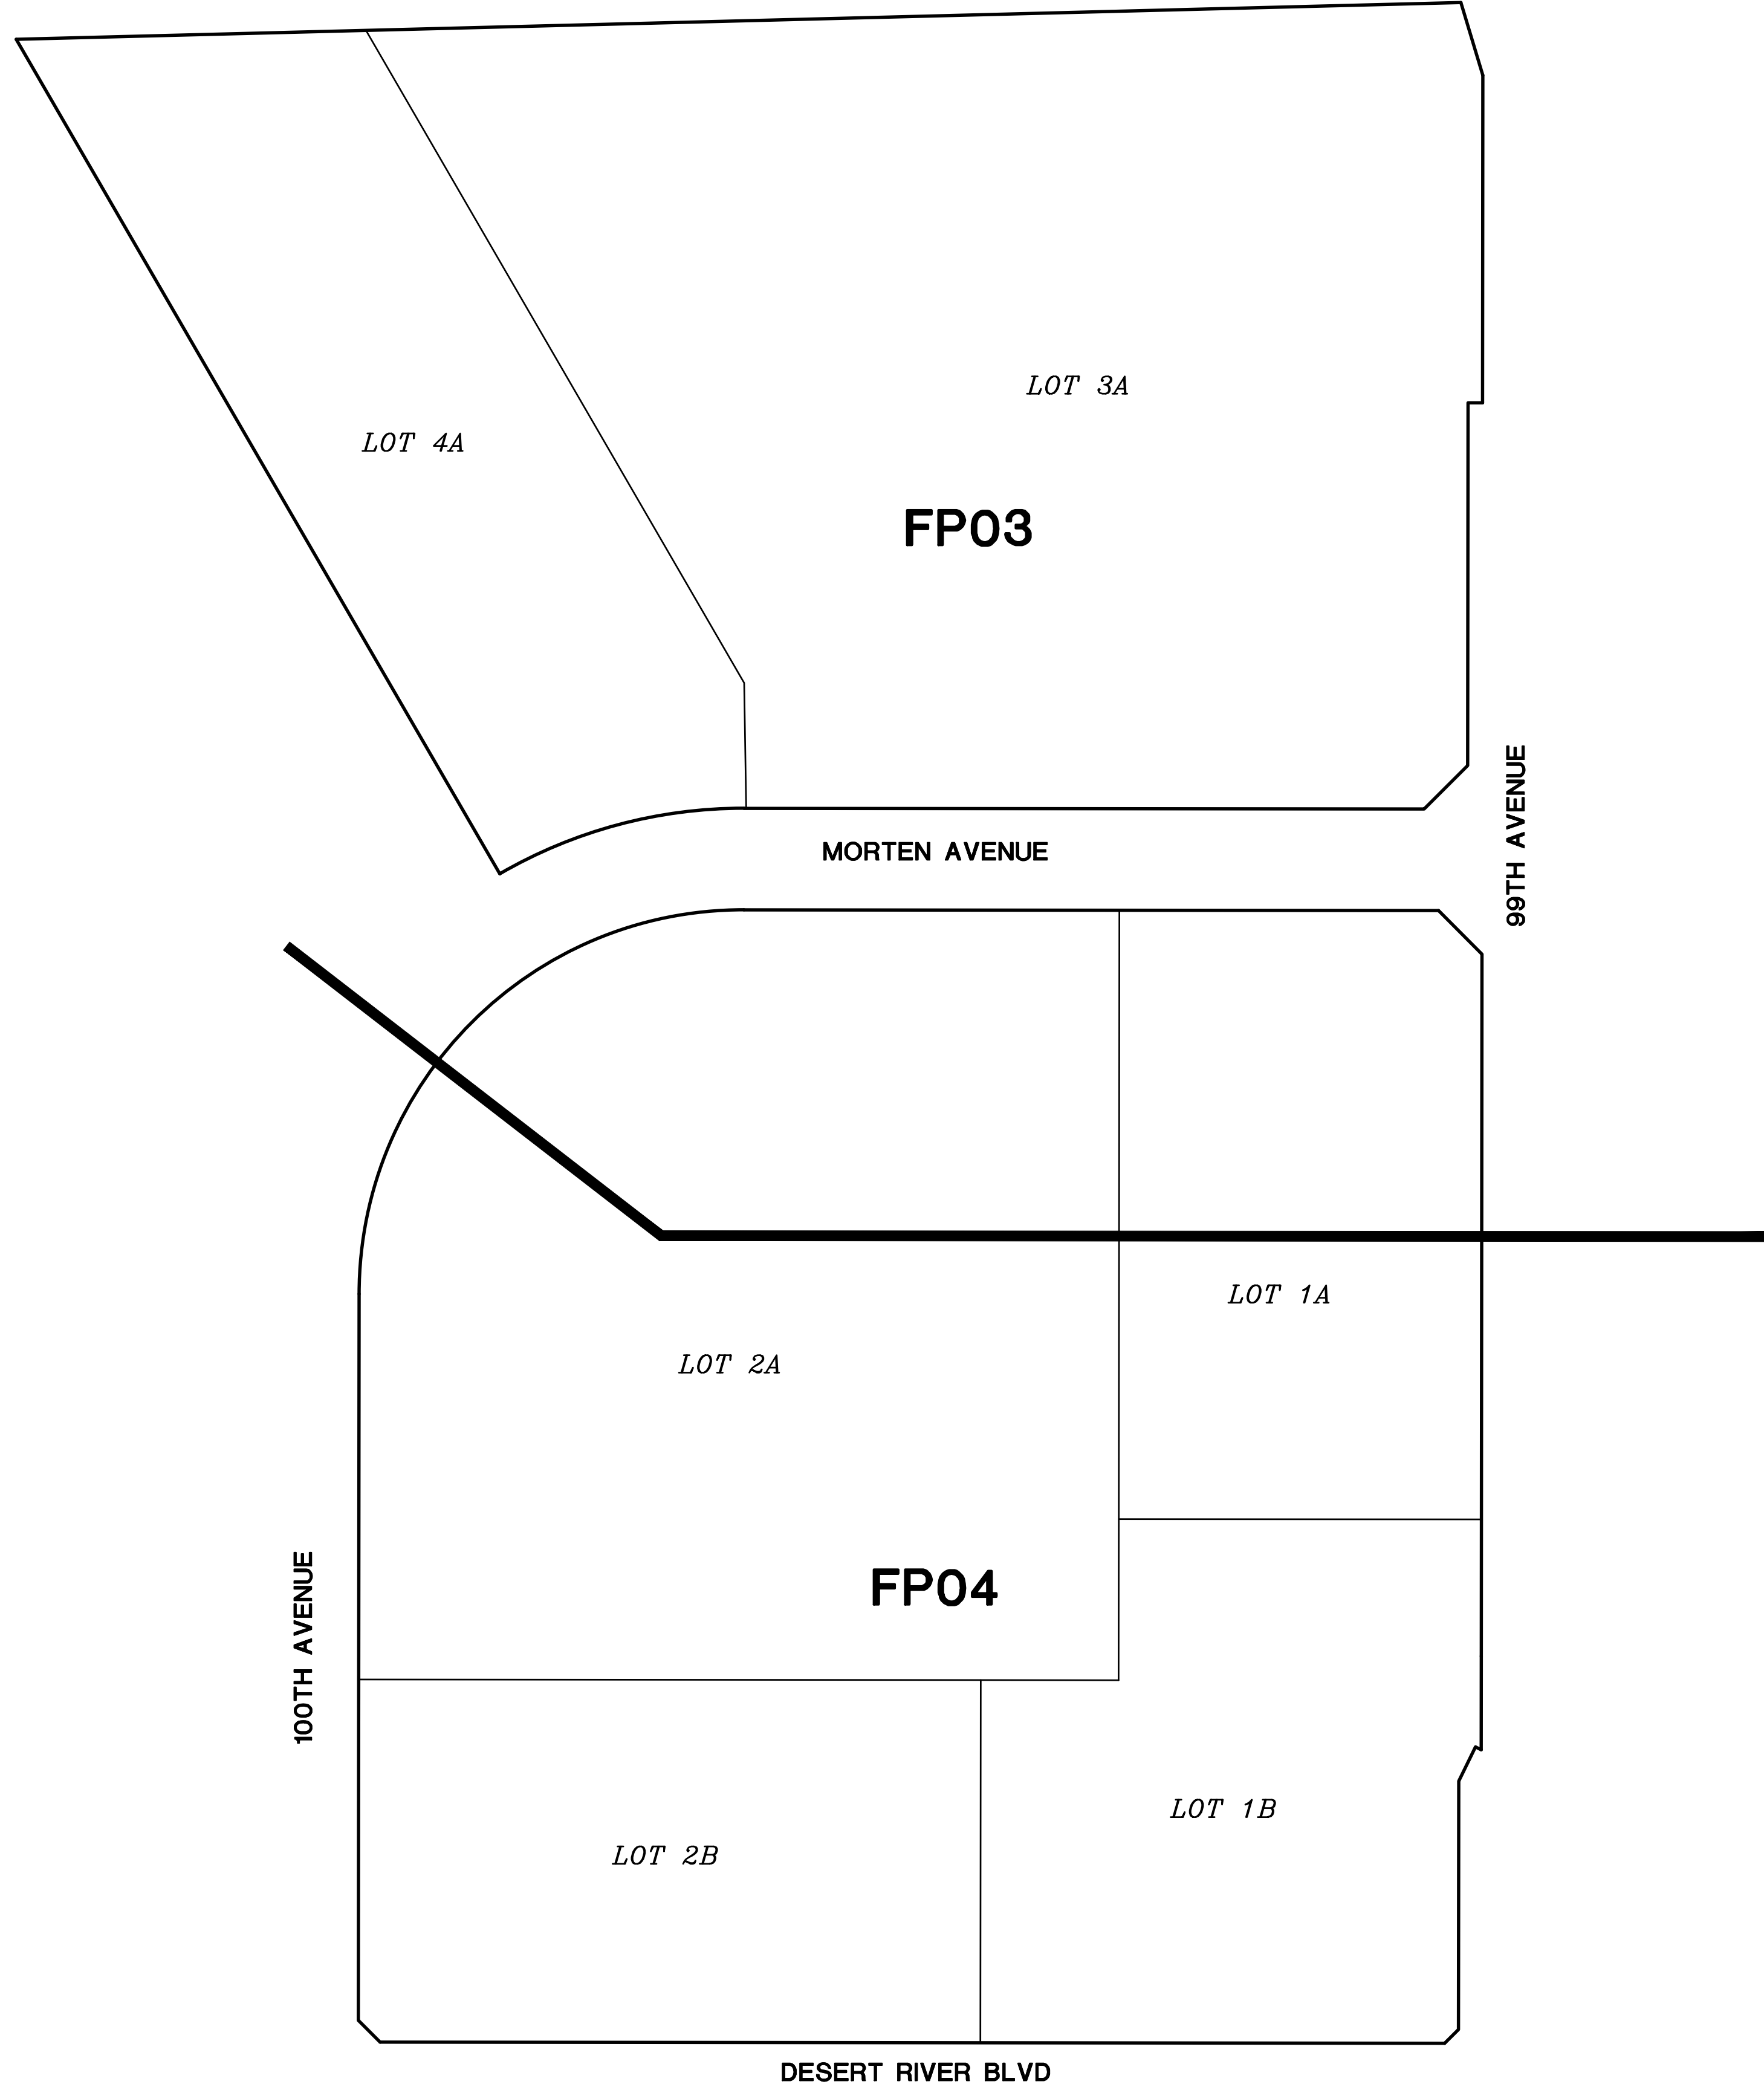 LOT 3A
LOT 4A
FP03
99TH AVENUE
MORTEN AVENUE
LOT 1A
LOT 2A
FP04
100TH AVENUE
LOT 1B
LOT 2B
DESERT RIVER BLVD